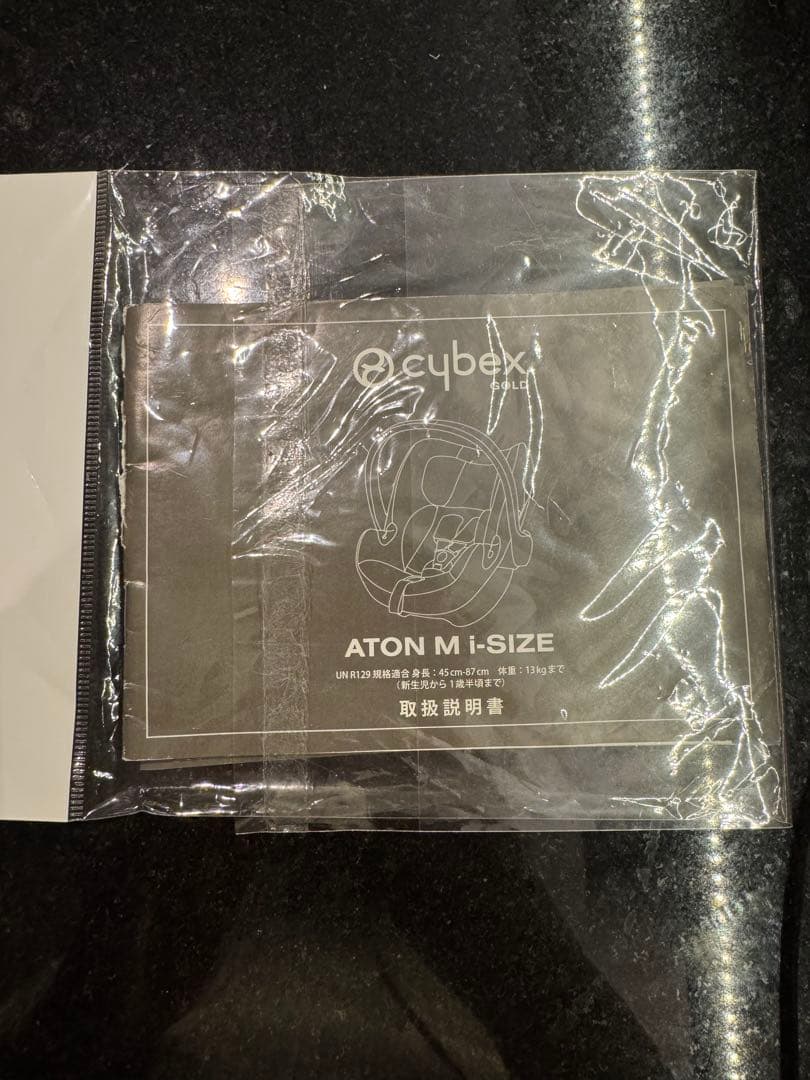 cybex
GOLD
ATON M i-SIZE
UN R129 規格適合 身長：45cm-87cm 体重：13kgまで
（新生児から1歳半頃まで）
取扱説明書